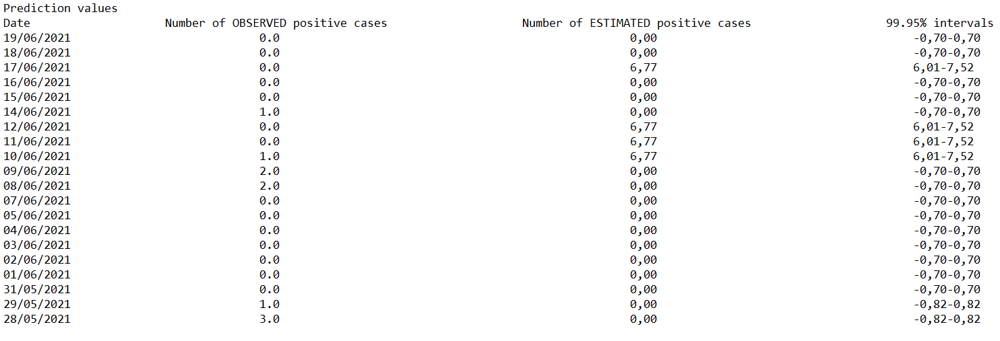 Prediction values
Date Number of OBSERVED positive cases Number of ESTIMATED positive cases 99.95% intervals
19/06/2021 0.0 0,00 -0,70-0,70
18/06/2021 0.0 0,00 -0,70-0,70
17/06/2021 0.0 6,77 6,01-7,52
16/06/2021 0.0 0,00 -0,70-0,70
15/06/2021 0.0 0,00 -0,70-0,70
14/06/2021 1.0 0,00 -0,70-0,70
12/06/2021 0.0 6,77 6,01-7,52
11/06/2021 0.0 6,77 6,01-7,52
10/06/2021 1.0 6,77 6,01-7,52
09/06/2021 2.0 0,00 -0,70-0,70
08/06/2021 2.0 0,00 -0,70-0,70
07/06/2021 0.0 0,00 -0,70-0,70
05/06/2021 0.0 0,00 -0,70-0,70
04/06/2021 0.0 0,00 -0,70-0,70
03/06/2021 0.0 0,00 -0,70-0,70
02/06/2021 0.0 0,00 -0,70-0,70
01/06/2021 0.0 0,00 -0,70-0,70
31/05/2021 0.0 0,00 -0,70-0,70
29/05/2021 1.0 0,00 -0,82-0,82
28/05/2021 3.0 0,00 -0,82-0,82